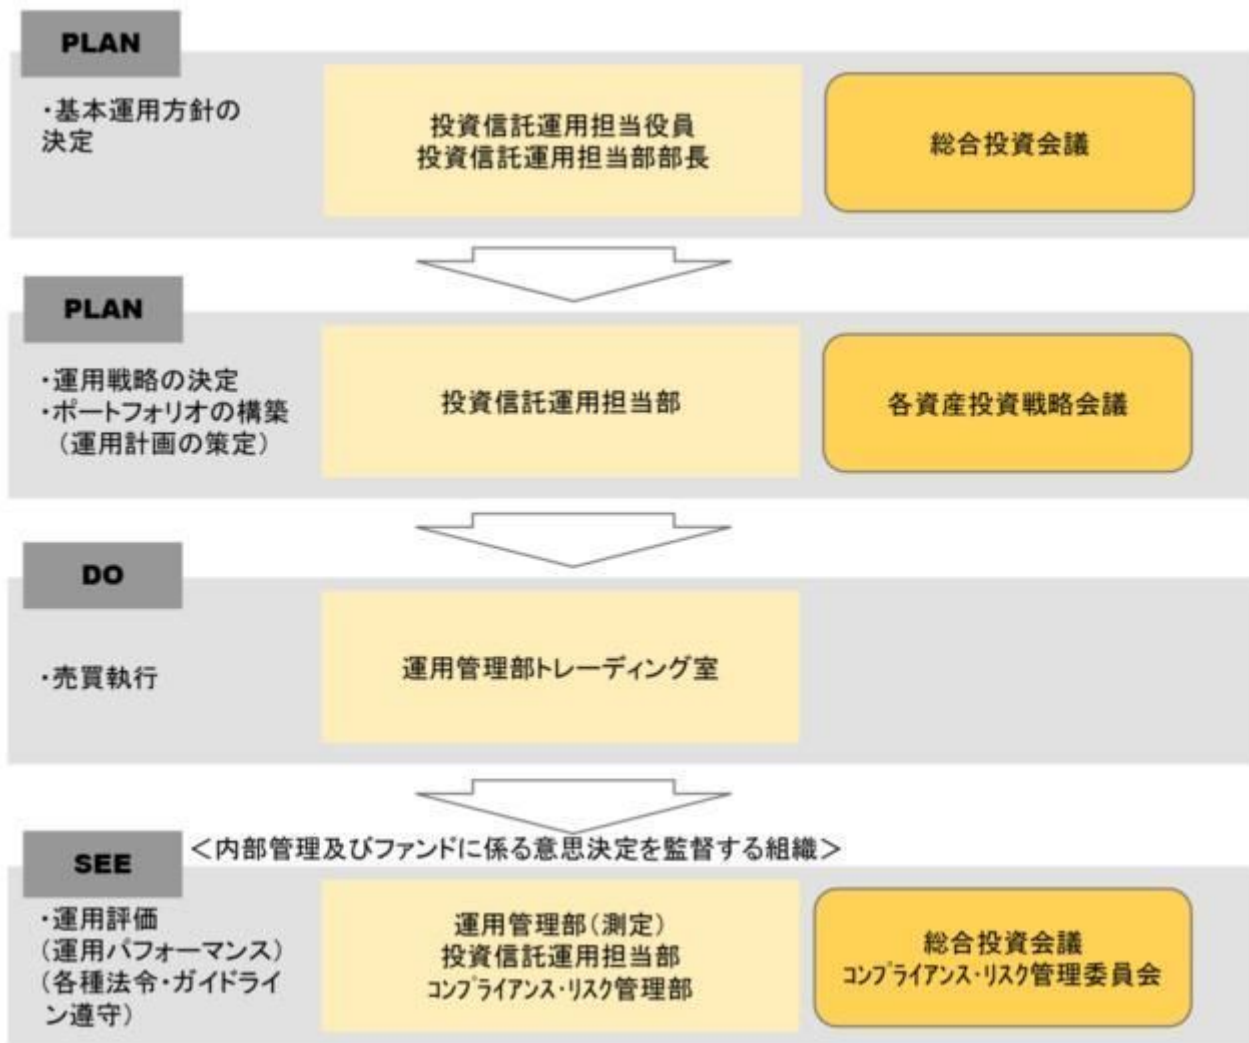 PLAN
・基本運用方針の
決定
投資信託運用担当役員
投資信託運用担当部部長
総合投資会議
PLAN
・運用戦略の決定
・ポートフォリオの構築
(運用計画の策定)
投資信託運用担当部
各資産投資戦略会議
DO
・売買執行
運用管理部トレーディング室
SEE
<内部管理及びファンドに係る意思決定を監督する組織>
・運用評価
(運用パフォーマンス)
(各種法令・ガイドライ
ン遵守)
運用管理部(測定)
投資信託運用担当部
ｺﾝﾌﾟﾗｲｱﾝｽ・ﾘｽｸ管理部
総合投資会議
ｺﾝﾌﾟﾗｲｱﾝｽ・ﾘｽｸ管理委員会